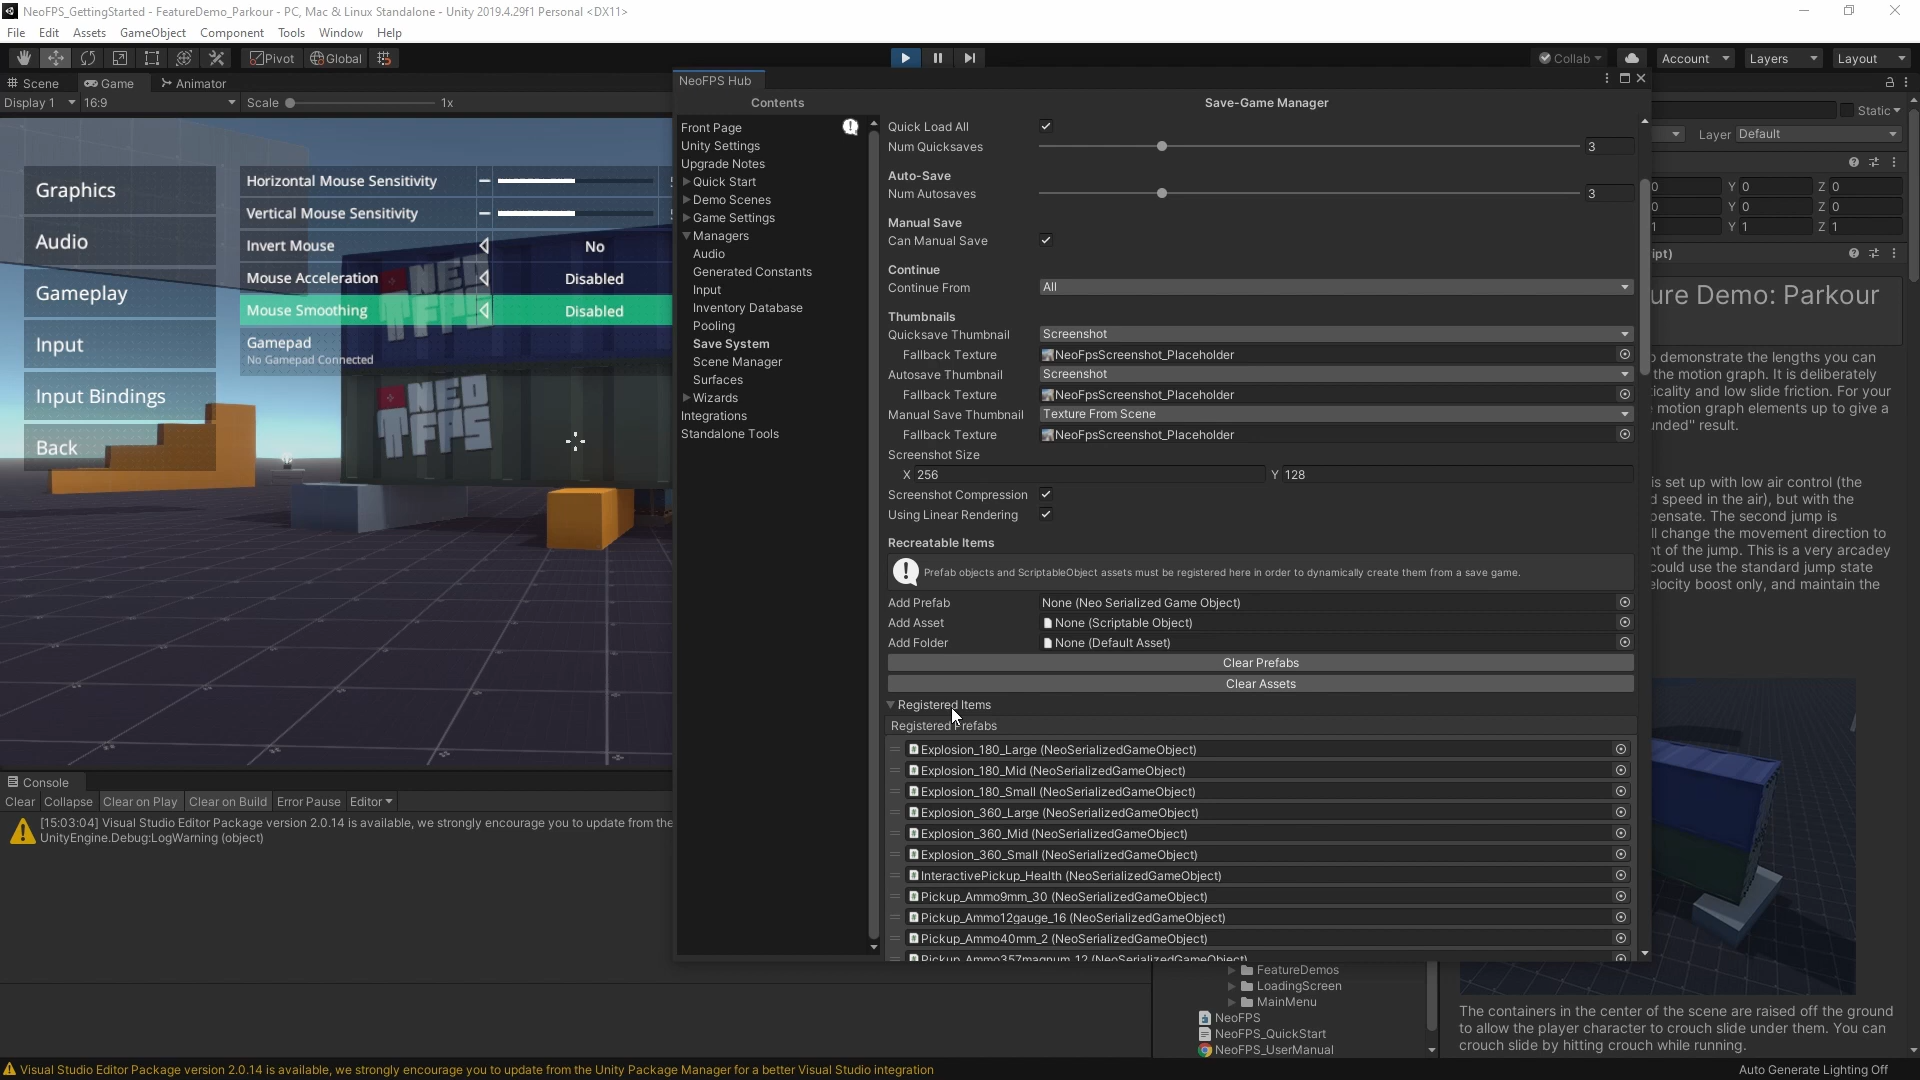 NeoFPS_GettingStarted - FeatureDemo_Parkour - PC, Mac & Linux Standalone - Unity 2019.4.29f1 Personal <DX11>
File Edit Assets GameObject Component Tools Window Help
Pivot Global Collab Account Layers Layout
Scene Game Animator
Display 1 16:9 Scale 1x
Graphics
Audio
Gameplay
Input
Input Bindings
Back
Horizontal Mouse Sensitivity
Vertical Mouse Sensitivity
Invert Mouse No
Mouse Acceleration Disabled
Mouse Smoothing Disabled
Gamepad
No Gamepad Connected
NEO
FPS
NEO
FPS
NeoFPS Hub
Contents
Front Page
Unity Settings
Upgrade Notes
Quick Start
Demo Scenes
Game Settings
Managers
Audio
Generated Constants
Input
Inventory Database
Pooling
Save System
Scene Manager
Surfaces
Wizards
Integrations
Standalone Tools
Save-Game Manager
Quick Load All
Num Quicksaves 3
Auto-Save
Num Autosaves 3
Manual Save
Can Manual Save
Continue
Continue From All
Thumbnails
Quicksave Thumbnail Screenshot
Fallback Texture NeoFpsScreenshot_Placeholder
Autosave Thumbnail Screenshot
Fallback Texture NeoFpsScreenshot_Placeholder
Manual Save Thumbnail Texture From Scene
Fallback Texture NeoFpsScreenshot_Placeholder
Screenshot Size
X 256 Y 128
Screenshot Compression
Using Linear Rendering
Recreatable Items
Prefab objects and ScriptableObject assets must be registered here in order to dynamically create them from a save game.
Add Prefab None (Neo Serialized Game Object)
Add Asset None (Scriptable Object)
Add Folder None (Default Asset)
Clear Prefabs
Clear Assets
Registered Items
Registered Prefabs
Explosion_180_Large (NeoSerializedGameObject)
Explosion_180_Mid (NeoSerializedGameObject)
Explosion_180_Small (NeoSerializedGameObject)
Explosion_360_Large (NeoSerializedGameObject)
Explosion_360_Mid (NeoSerializedGameObject)
Explosion_360_Small (NeoSerializedGameObject)
InteractivePickup_Health (NeoSerializedGameObject)
Pickup_Ammo9mm_30 (NeoSerializedGameObject)
Pickup_Ammo12gauge_16 (NeoSerializedGameObject)
Pickup_Ammo40mm_2 (NeoSerializedGameObject)
Pickup_Ammo357magnum_12 (NeoSerializedGameObject)
Static
Layer Default
0 Y 0 Z 0
0 Y 0 Z 0
1 Y 1 Z 1
ipt)
ure Demo: Parkour
o demonstrate the lengths you can
the motion graph. It is deliberately
ticality and low slide friction. For your
motion graph elements up to give a
unded" result.
is set up with low air control (the
d speed in the air), but with the
pensate. The second jump is
ll change the movement direction to
nt of the jump. This is a very arcadey
could use the standard jump state
elocity boost only, and maintain the
The containers in the center of the scene are raised off the ground
to allow the player character to crouch slide under them. You can
crouch slide by hitting crouch while running.
Console
Clear Collapse Clear on Play Clear on Build Error Pause Editor
[15:03:04] Visual Studio Editor Package version 2.0.14 is available, we strongly encourage you to update from the
UnityEngine.Debug:LogWarning (object)
FeatureDemos
LoadingScreen
MainMenu
NeoFPS
NeoFPS_QuickStart
NeoFPS_UserManual
Visual Studio Editor Package version 2.0.14 is available, we strongly encourage you to update from the Unity Package Manager for a better Visual Studio integration
Auto Generate Lighting Off